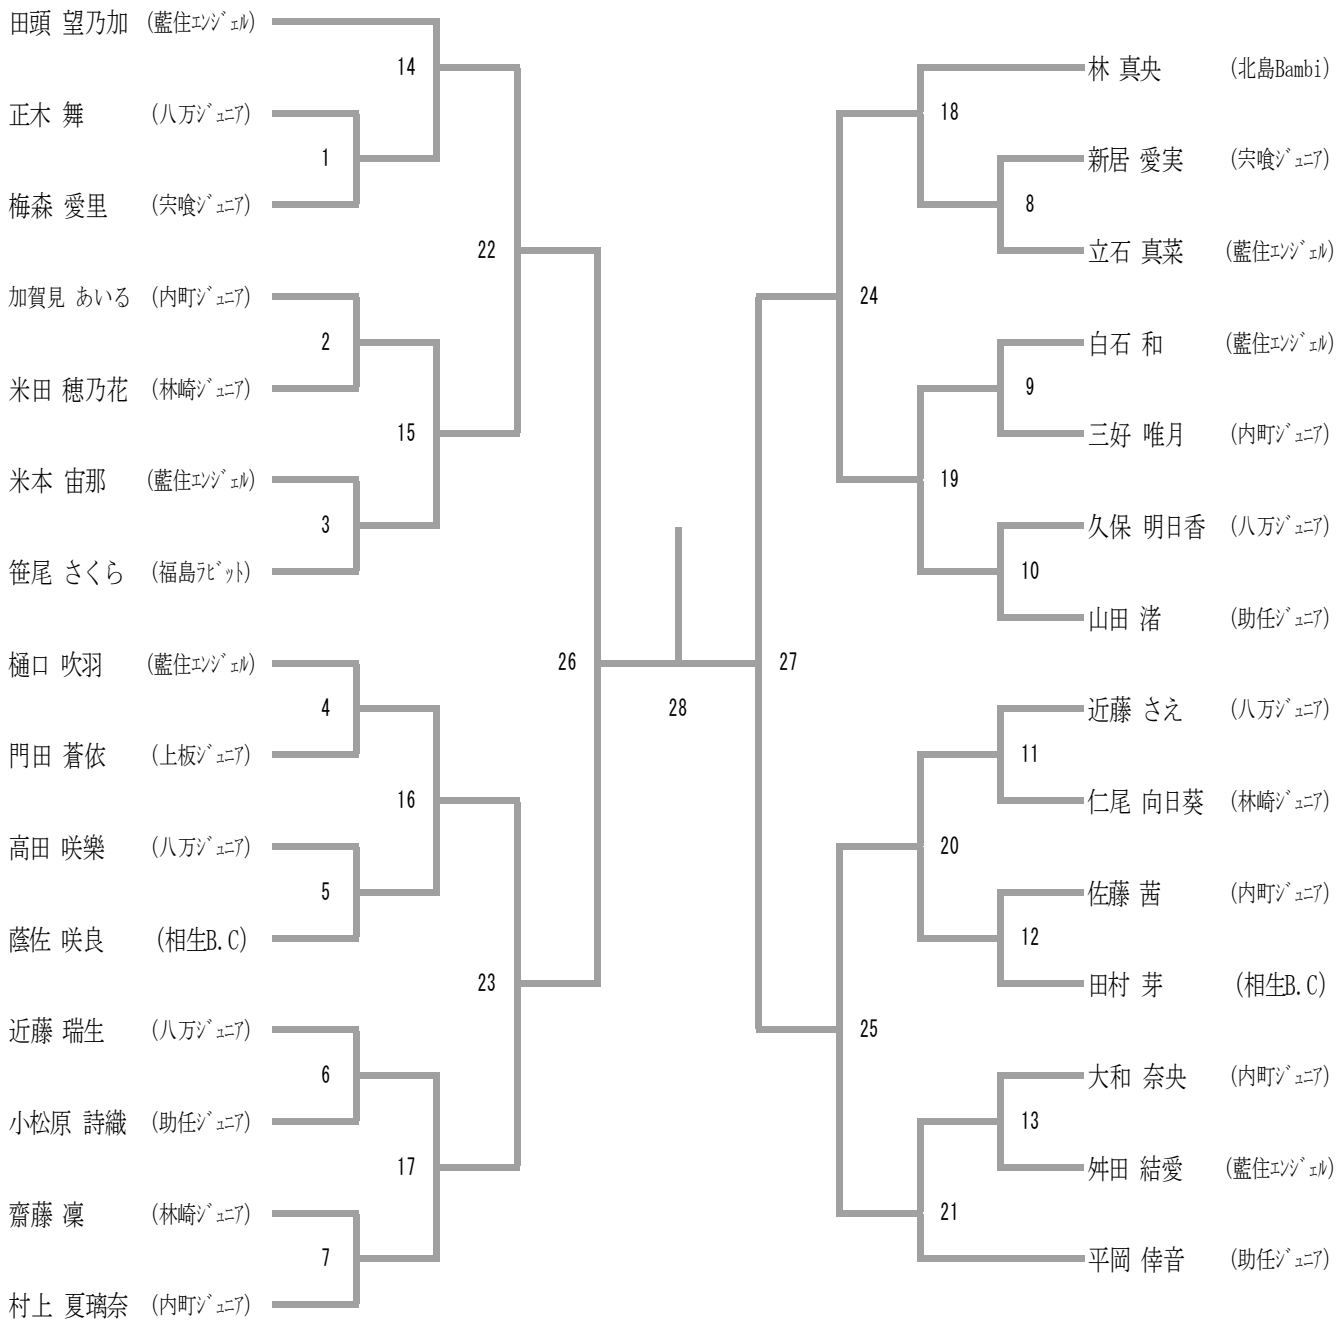 田頭 望乃加 (藍住ｴﾝｼﾞｪﾙ)
14
正木 舞 (八万ｼﾞｭﾆｱ)
1
梅森 愛里 (宍喰ｼﾞｭﾆｱ)
22
加賀見 あいる (内町ｼﾞｭﾆｱ)
2
米田 穂乃花 (林崎ｼﾞｭﾆｱ)
15
米本 宙那 (藍住ｴﾝｼﾞｪﾙ)
3
笹尾 さくら (福島ﾗﾋﾞｯﾄ)
26
樋口 吹羽 (藍住ｴﾝｼﾞｪﾙ)
4
門田 蒼依 (上板ｼﾞｭﾆｱ)
16
高田 咲樂 (八万ｼﾞｭﾆｱ)
5
蔭佐 咲良 (相生B.C)
23
近藤 瑞生 (八万ｼﾞｭﾆｱ)
6
小松原 詩織 (助任ｼﾞｭﾆｱ)
17
齋藤 凜 (林崎ｼﾞｭﾆｱ)
7
村上 夏璃奈 (内町ｼﾞｭﾆｱ)
28
林 真央 (北島Bambi)
18
新居 愛実 (宍喰ｼﾞｭﾆｱ)
8
立石 真菜 (藍住ｴﾝｼﾞｪﾙ)
24
白石 和 (藍住ｴﾝｼﾞｪﾙ)
9
三好 唯月 (内町ｼﾞｭﾆｱ)
19
久保 明日香 (八万ｼﾞｭﾆｱ)
10
山田 渚 (助任ｼﾞｭﾆｱ)
27
近藤 さえ (八万ｼﾞｭﾆｱ)
11
仁尾 向日葵 (林崎ｼﾞｭﾆｱ)
20
佐藤 茜 (内町ｼﾞｭﾆｱ)
12
田村 芽 (相生B.C)
25
大和 奈央 (内町ｼﾞｭﾆｱ)
13
舛田 結愛 (藍住ｴﾝｼﾞｪﾙ)
21
平岡 倖音 (助任ｼﾞｭﾆｱ)